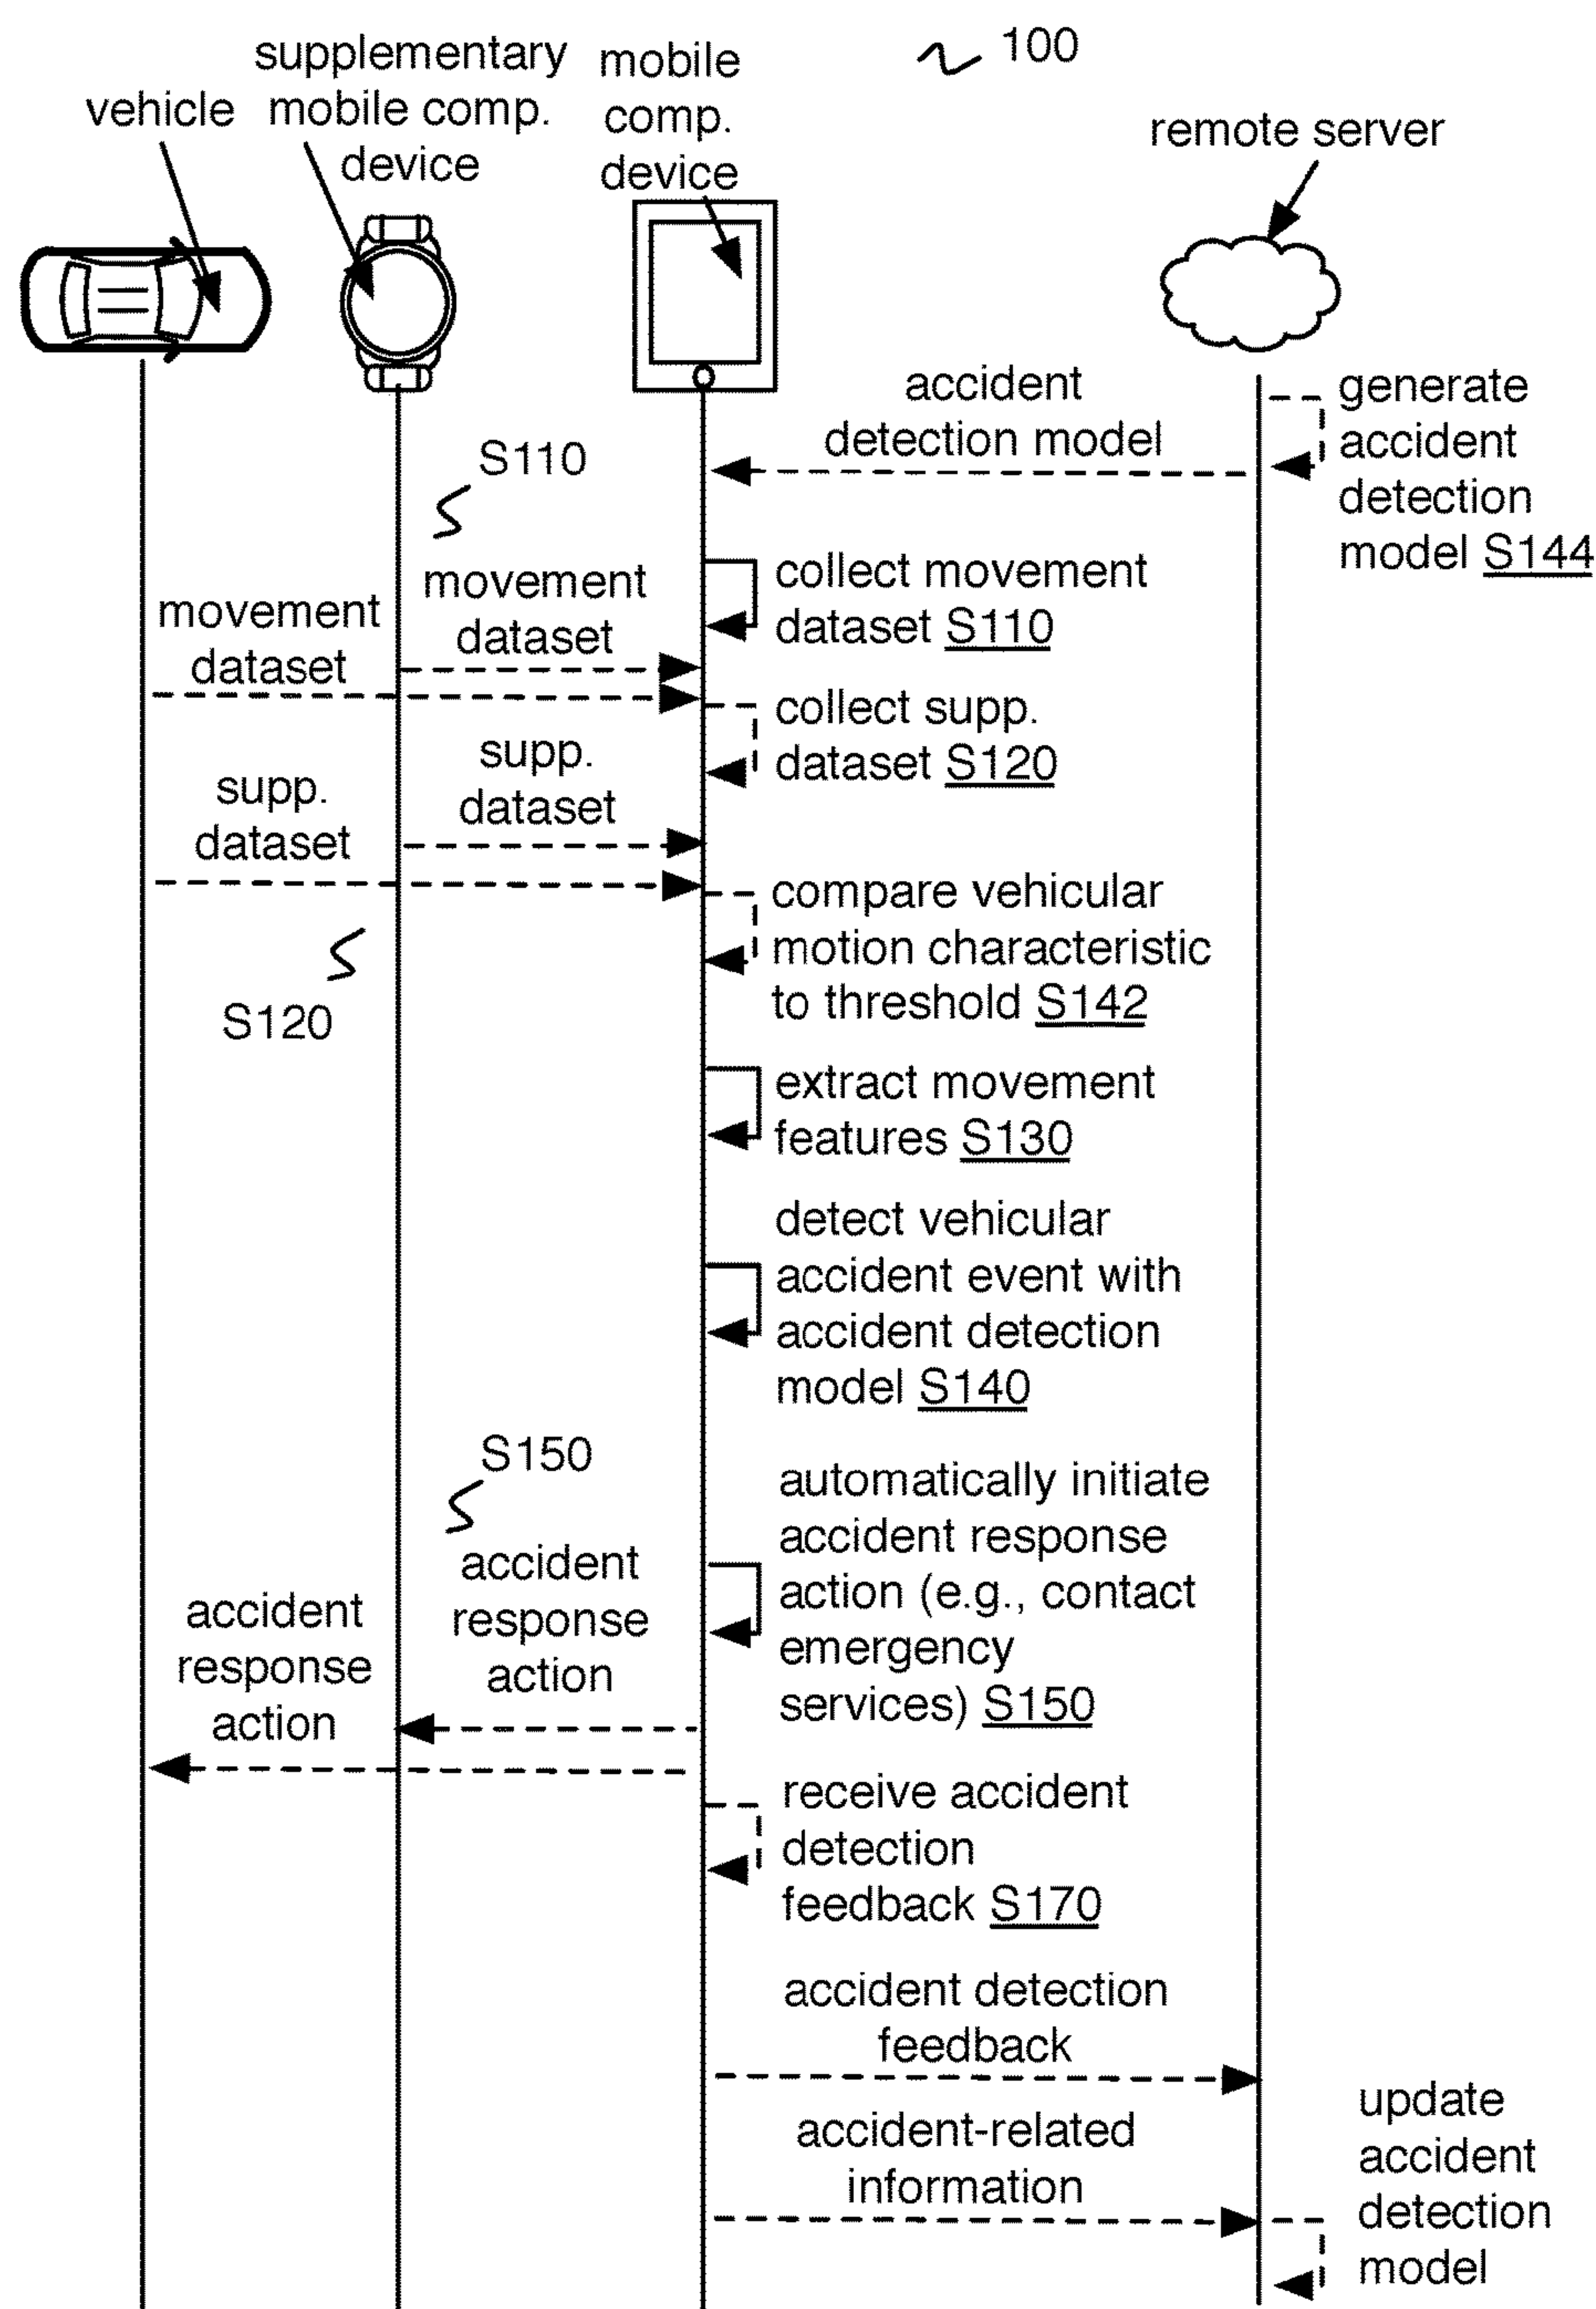 100
vehicle
supplementary
mobile comp.
device
mobile
comp.
device
remote server
accident
detection model
generate
accident
detection
model S144
S110
collect movement
dataset S110
movement
dataset
movement
dataset
collect supp.
dataset S120
supp.
dataset
supp.
dataset
S120
compare vehicular
motion characteristic
to threshold S142
extract movement
features S130
detect vehicular
accident event with
accident detection
model S140
S150
automatically initiate
accident response
action (e.g., contact
emergency
services) S150
accident
response
action
accident
response
action
receive accident
detection
feedback S170
accident detection
feedback
accident-related
information
update
accident
detection
model